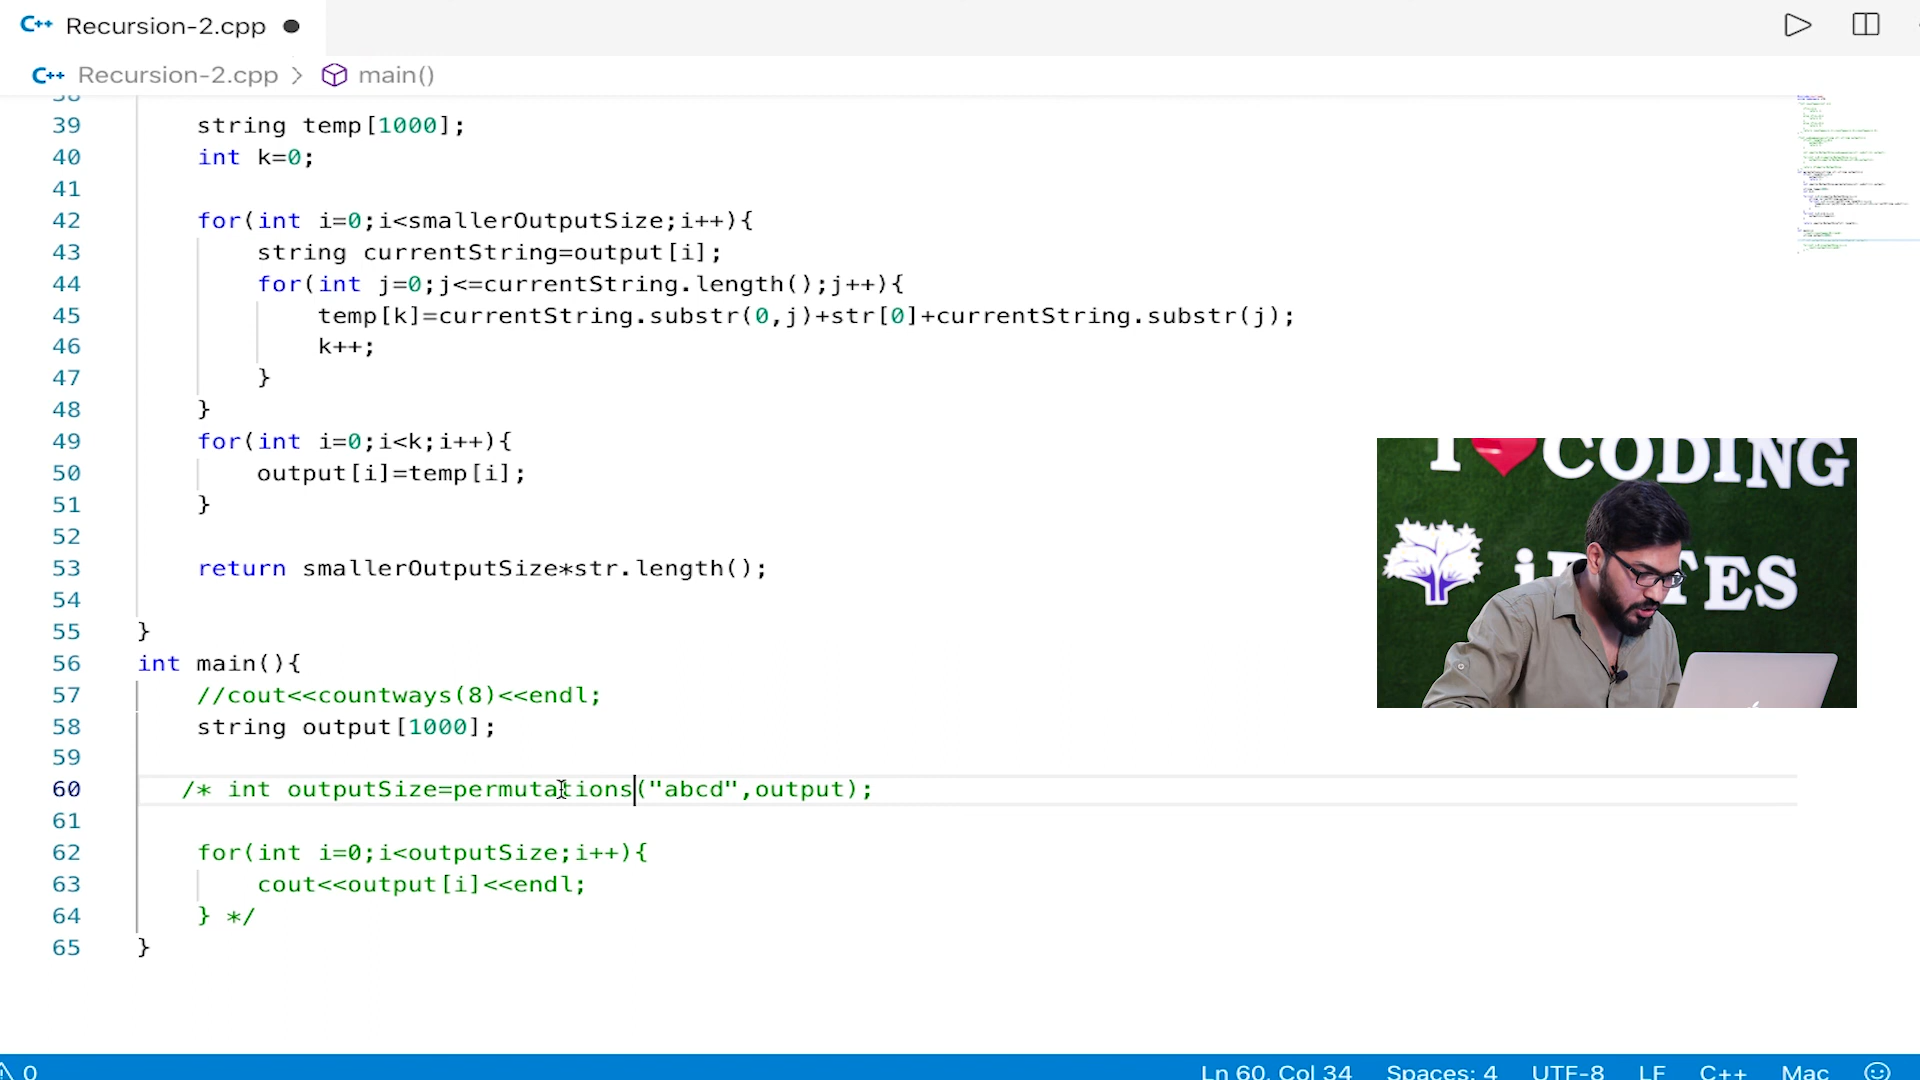 C++ Recursion-2.cpp
C++ Recursion-2.cpp > main()
38
39 string temp[1000];
40 int k=0;
41
42 for(int i=0;i<smallerOutputSize;i++){
43 string currentString=output[i];
44 for(int j=0;j<=currentString.length();j++){
45 temp[k]=currentString.substr(0,j)+str[0]+currentString.substr(j);
46 k++;
47 }
48 }
49 for(int i=0;i<k;i++){
50 output[i]=temp[i];
51 }
52
53 return smallerOutputSize*str.length();
54
55 }
56 int main(){
57 //cout<<countways(8)<<endl;
58 string output[1000];
59
60 /* int outputSize=permutations("abcd",output);
61
62 for(int i=0;i<outputSize;i++){
63 cout<<output[i]<<endl;
64 } */
65 }
I CODING
0
Ln 60, Col 34 Spaces: 4 UTF-8 LF C++ Mac